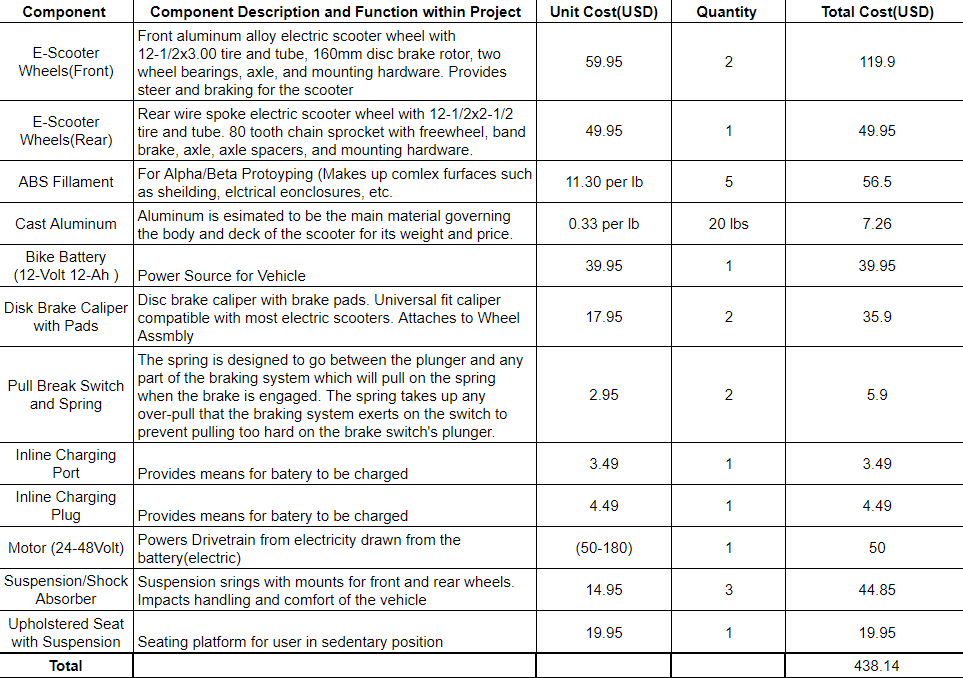 Component Component Description and Function within Project Unit Cost(USD) Quantity Total Cost(USD)
E-Scooter
Wheels(Front)
Front aluminum alloy electric scooter wheel with
12-1/2x3.00 tire and tube, 160mm disc brake rotor, two
wheel bearings, axle, and mounting hardware. Provides
steer and braking for the scooter
59.95 2 119.9
E-Scooter
Wheels(Rear)
Rear wire spoke electric scooter wheel with 12-1/2x2-1/2
tire and tube. 80 tooth chain sprocket with freewheel, band
brake, axle, axle spacers, and mounting hardware.
49.95 1 49.95
ABS Fillament
For Alpha/Beta Protoyping (Makes up comlex furfaces such
as sheilding, elctrical eonclosures, etc.
11.30 per lb 5 56.5
Cast Aluminum
Aluminum is esimated to be the main material governing
the body and deck of the scooter for its weight and price.
0.33 per lb 20 lbs 7.26
Bike Battery
(12-Volt 12-Ah )
Power Source for Vehicle
39.95 1 39.95
Disk Brake Caliper
with Pads
Disc brake caliper with brake pads. Universal fit caliper
compatible with most electric scooters. Attaches to Wheel
Assmbly
17.95 2 35.9
Pull Break Switch
and Spring
The spring is designed to go between the plunger and any
part of the braking system which will pull on the spring
when the brake is engaged. The spring takes up any
over-pull that the braking system exerts on the switch to
prevent pulling too hard on the brake switch's plunger.
2.95 2 5.9
Inline Charging
Port
Provides means for batery to be charged
3.49 1 3.49
Inline Charging
Plug
Provides means for batery to be charged
4.49 1 4.49
Motor (24-48Volt)
Powers Drivetrain from electricity drawn from the
battery(electric)
(50-180) 1 50
Suspension/Shock
Absorber
Suspension srings with mounts for front and rear wheels.
Impacts handling and comfort of the vehicle
14.95 3 44.85
Upholstered Seat
with Suspension
Seating platform for user in sedentary position
19.95 1 19.95
Total 438.14